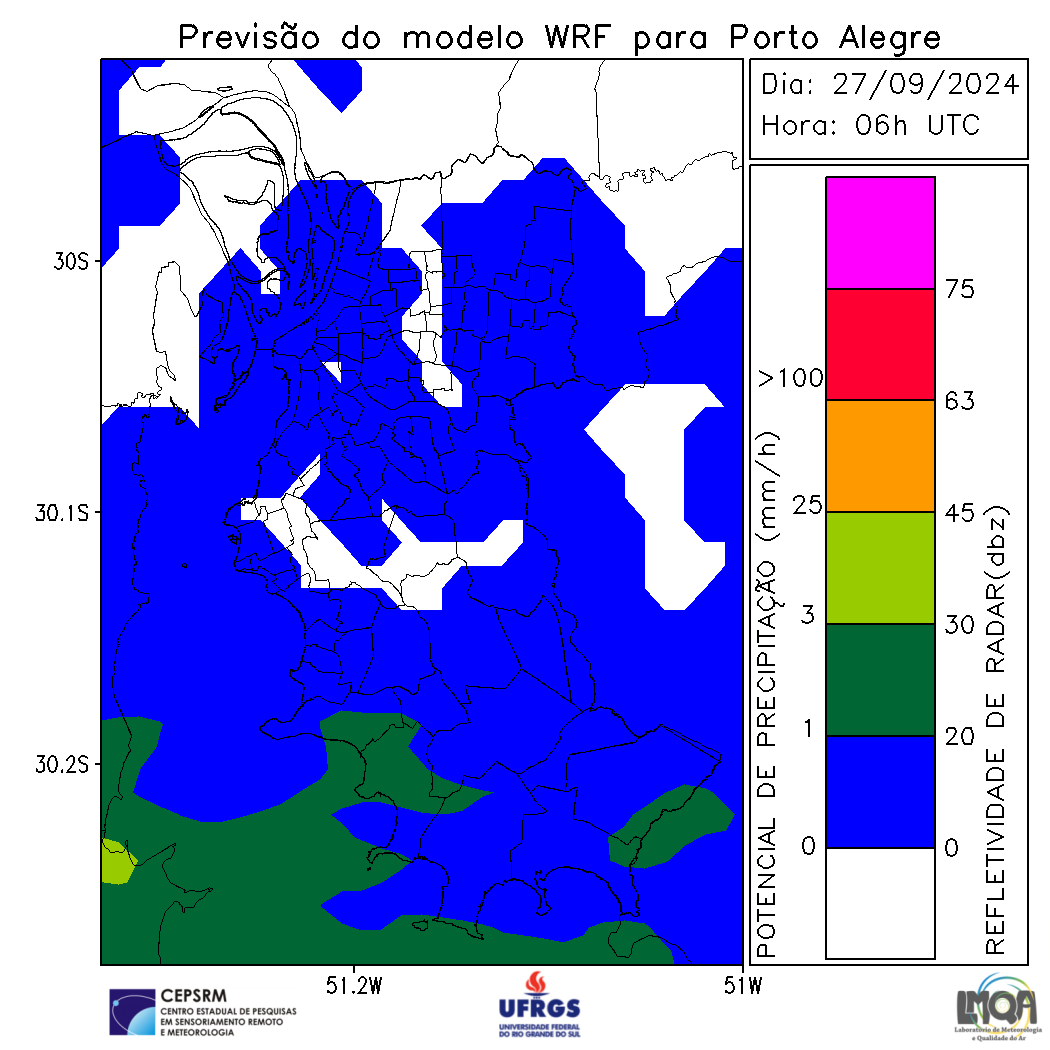 Previsão do modelo WRF para Porto Alegre
Dia: 27/09/2024
Hora: 06h UTC
30S
30.1S
30.2S
51.2W
51W
POTENCIAL DE PRECIPITAÇÃO (mm/h)
>100
25
3
1
0
75
63
45
30
20
0
REFLETIVIDADE DE RADAR(dbz)
CEPSRM
CENTRO ESTADUAL DE PESQUISAS
EM SENSORIAMENTO REMOTO
E METEOROLOGIA
UFRGS
UNIVERSIDADE FEDERAL
DO RIO GRANDE DO SUL
LMQA
Laboratório de Meteorologia
e Qualidade do Ar